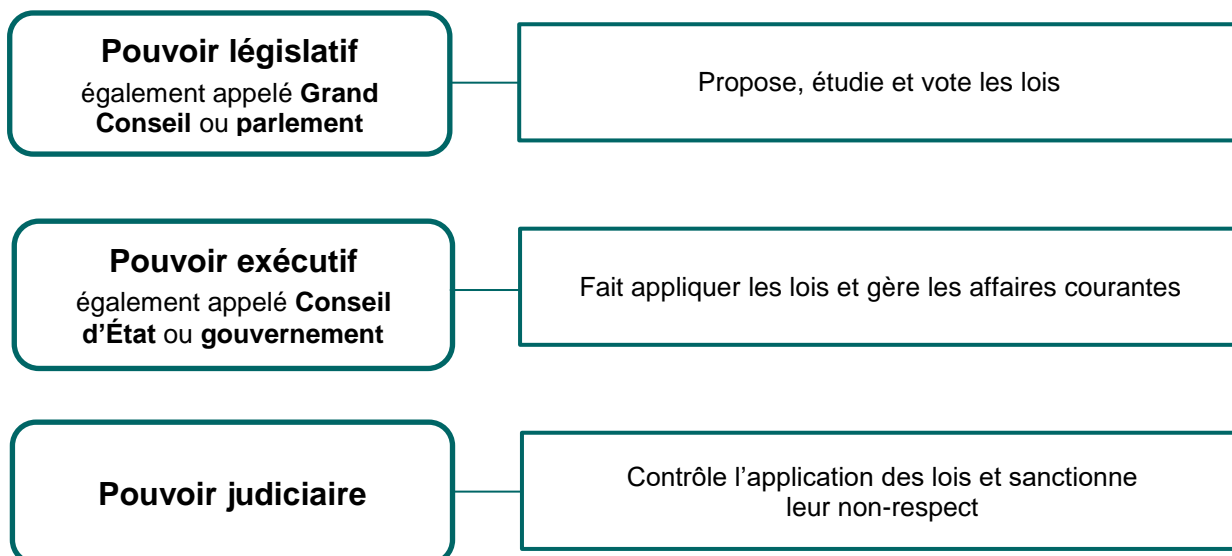 Pouvoir législatif
également appelé Grand
Conseil ou parlement
Propose, étudie et vote les lois
Pouvoir exécutif
également appelé Conseil
d’État ou gouvernement
Fait appliquer les lois et gère les affaires courantes
Pouvoir judiciaire
Contrôle l’application des lois et sanctionne
leur non-respect